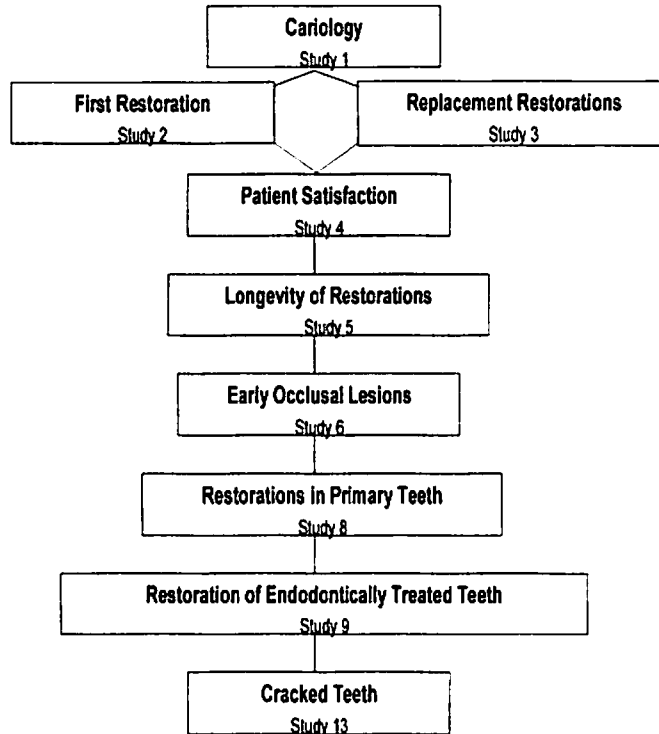 Cariology
Study 1
First Restoration
Study 2
Replacement Restorations
Study 3
Patient Satisfaction
Study 4
Longevity of Restorations
Study 5
Early Occlusal Lesions
Study 6
Restorations in Primary Teeth
Study 8
Restoration of Endodontically Treated Teeth
Study 9
Cracked Teeth
Study 13